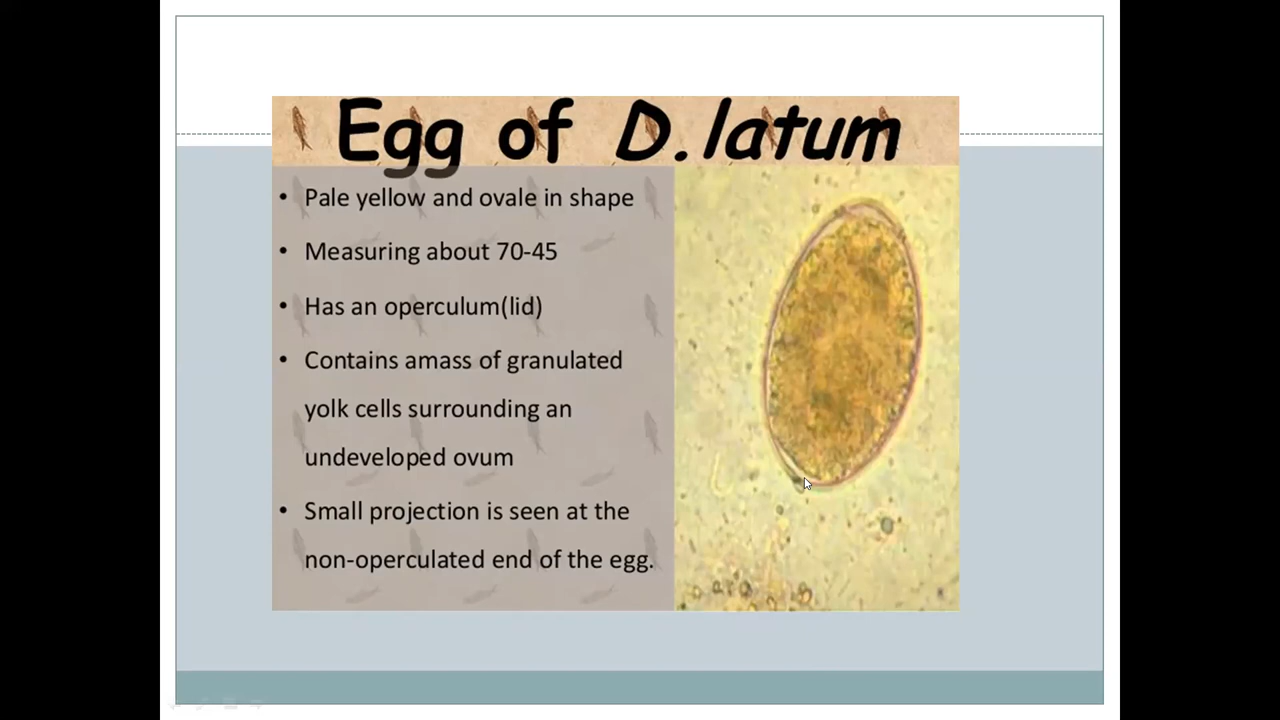 Egg of D.latum
• Pale yellow and ovale in shape
• Measuring about 70-45
• Has an operculum(lid)
• Contains amass of granulated
yolk cells surrounding an
undeveloped ovum
• Small projection is seen at the
non-operculated end of the egg.